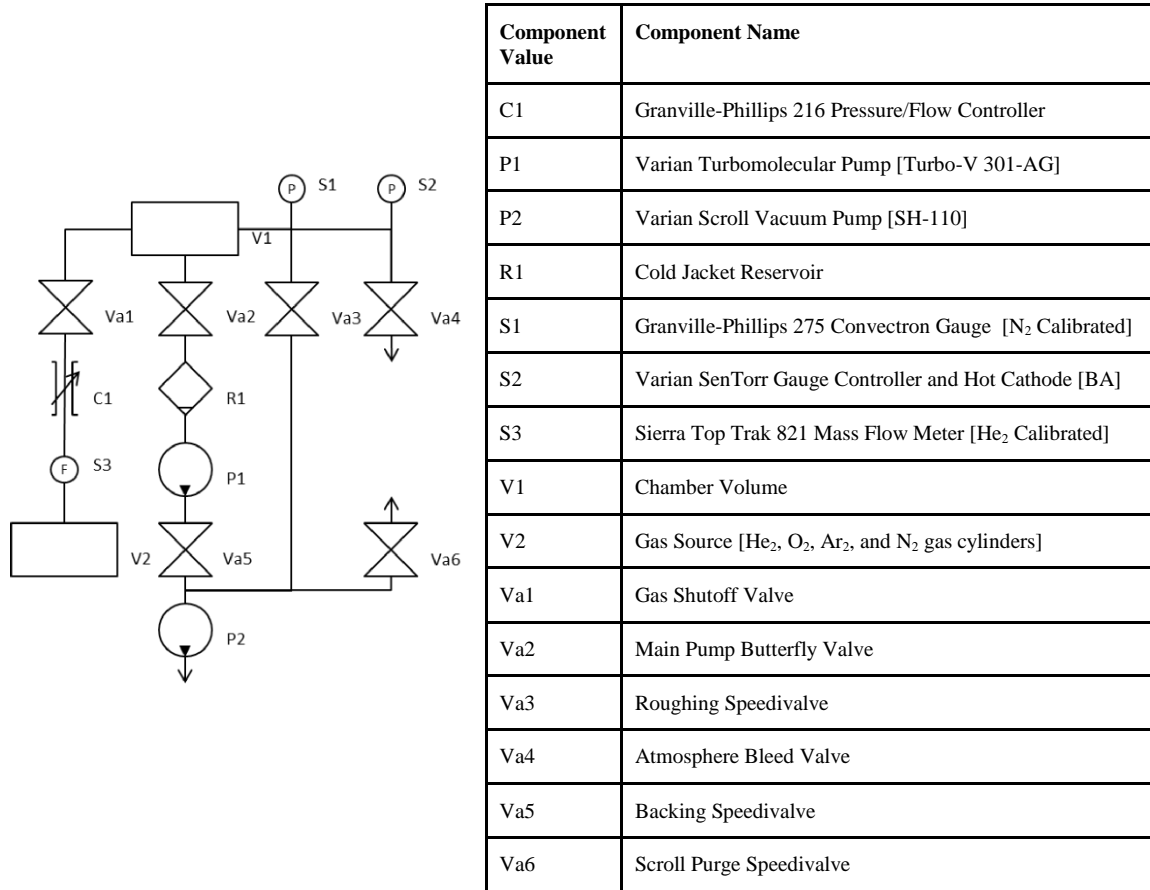 P S1 P S2
V1
Va1 Va2 Va3 Va4
C1 R1
F S3 P1
V2 Va5 Va6
P2
Component Value Component Name
C1 Granville-Phillips 216 Pressure/Flow Controller
P1 Varian Turbomolecular Pump [Turbo-V 301-AG]
P2 Varian Scroll Vacuum Pump [SH-110]
R1 Cold Jacket Reservoir
S1 Granville-Phillips 275 Convectron Gauge [N₂ Calibrated]
S2 Varian SenTorr Gauge Controller and Hot Cathode [BA]
S3 Sierra Top Trak 821 Mass Flow Meter [He₂ Calibrated]
V1 Chamber Volume
V2 Gas Source [He₂, O₂, Ar₂, and N₂ gas cylinders]
Va1 Gas Shutoff Valve
Va2 Main Pump Butterfly Valve
Va3 Roughing Speedivalve
Va4 Atmosphere Bleed Valve
Va5 Backing Speedivalve
Va6 Scroll Purge Speedivalve